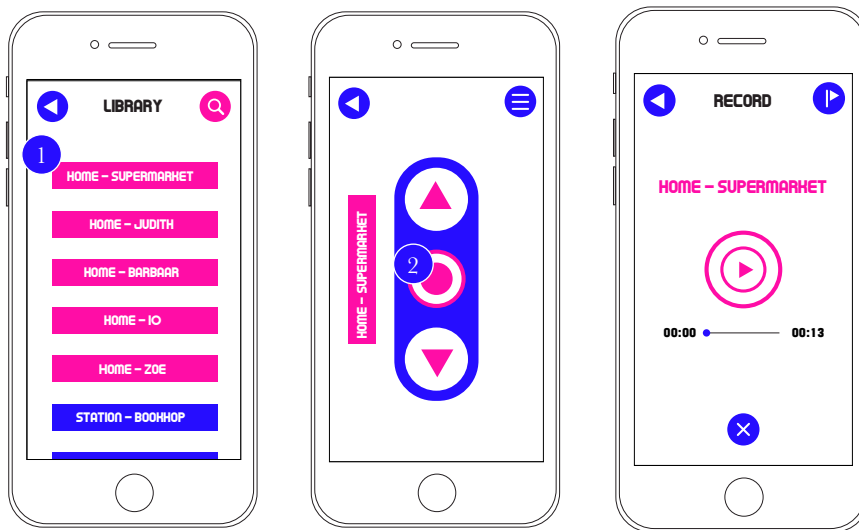 LIBRARY
1
HOME – SUPERMARKET
HOME – JUDITH
HOME – BARBAAR
HOME – IO
HOME – ZOE
STATION – BOOKHOP
HOME – SUPERMARKET
2
RECORD
HOME – SUPERMARKET
00:00 00:13